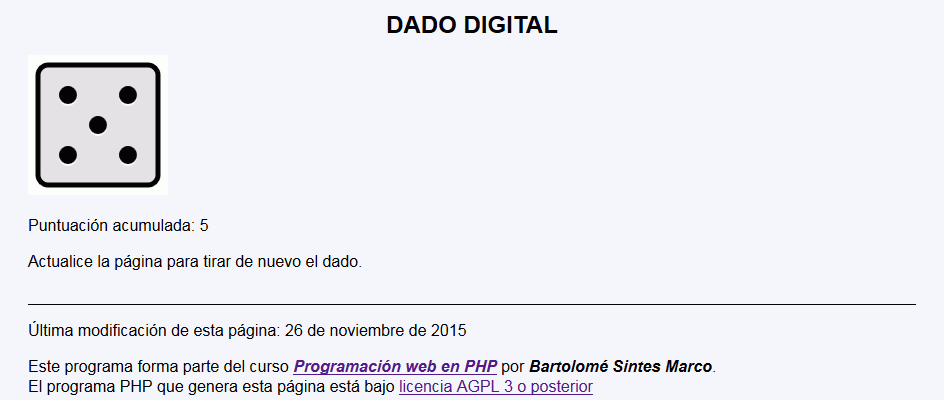 DADO DIGITAL
Puntuación acumulada: 5
Actualice la página para tirar de nuevo el dado.
Última modificación de esta página: 26 de noviembre de 2015
Este programa forma parte del curso Programación web en PHP por Bartolomé Sintes Marco.
El programa PHP que genera esta página está bajo licencia AGPL 3 o posterior